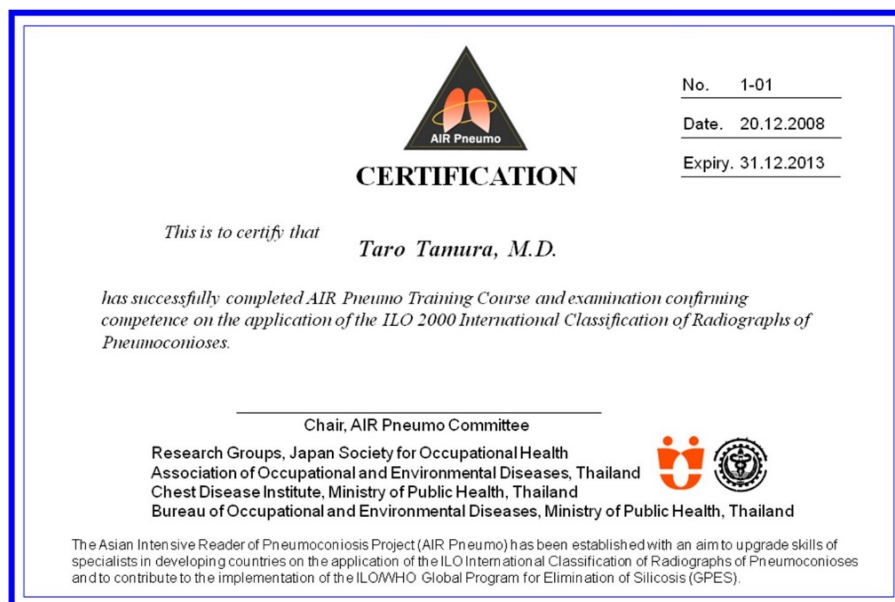 AIR Pneumo
No. 1-01
Date. 20.12.2008
Expiry. 31.12.2013
CERTIFICATION
This is to certify that
Taro Tamura, M.D.
has successfully completed AIR Pneumo Training Course and examination confirming
competence on the application of the ILO 2000 International Classification of Radiographs of
Pneumoconioses.
Chair, AIR Pneumo Committee
Research Groups, Japan Society for Occupational Health
Association of Occupational and Environmental Diseases, Thailand
Chest Disease Institute, Ministry of Public Health, Thailand
Bureau of Occupational and Environmental Diseases, Ministry of Public Health, Thailand
The Asian Intensive Reader of Pneumoconiosis Project (AIR Pneumo) has been established with an aim to upgrade skills of
specialists in developing countries on the application of the ILO International Classification of Radiographs of Pneumoconioses
and to contribute to the implementation of the ILO/WHO Global Program for Elimination of Silicosis (GPES).